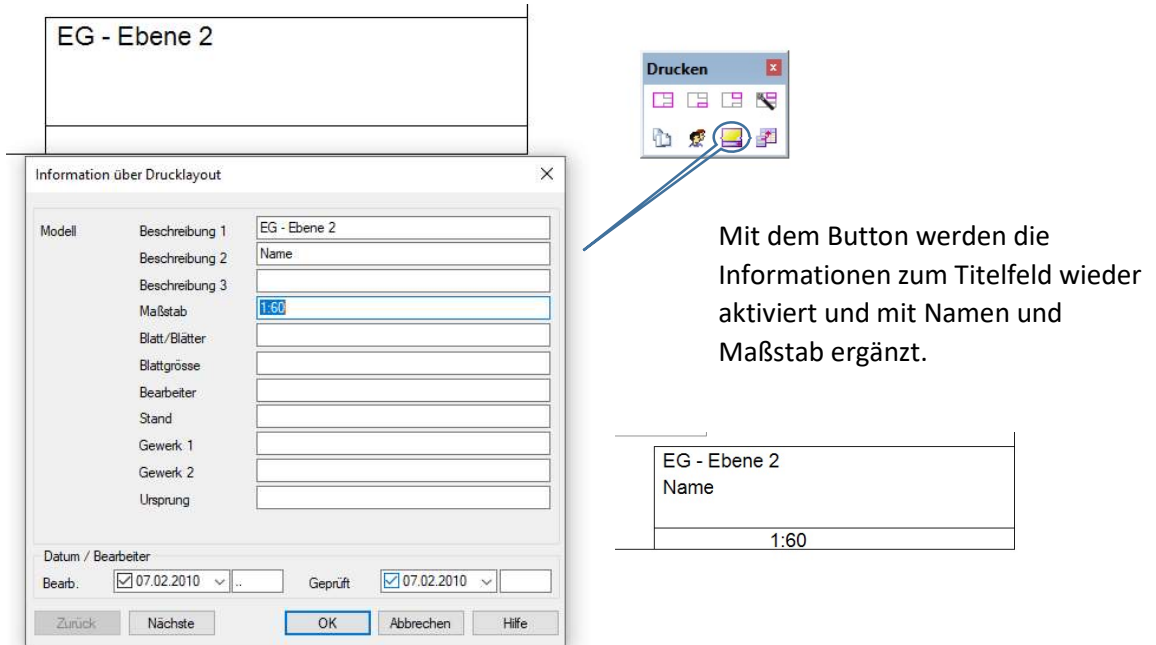 EG - Ebene 2
Drucken
Information über Drucklayout
Modell
Beschreibung 1
EG - Ebene 2
Beschreibung 2
Name
Beschreibung 3
Maßstab
1:60
Blatt/Blätter
Blattgrösse
Bearbeiter
Stand
Gewerk 1
Gewerk 2
Ursprung
Datum / Bearbeiter
Bearb.
07.02.2010
..
Geprüft
07.02.2010
Zurück
Nächste
OK
Abbrechen
Hilfe
Mit dem Button werden die
Informationen zum Titelfeld wieder
aktiviert und mit Namen und
Maßstab ergänzt.
EG - Ebene 2
Name
1:60